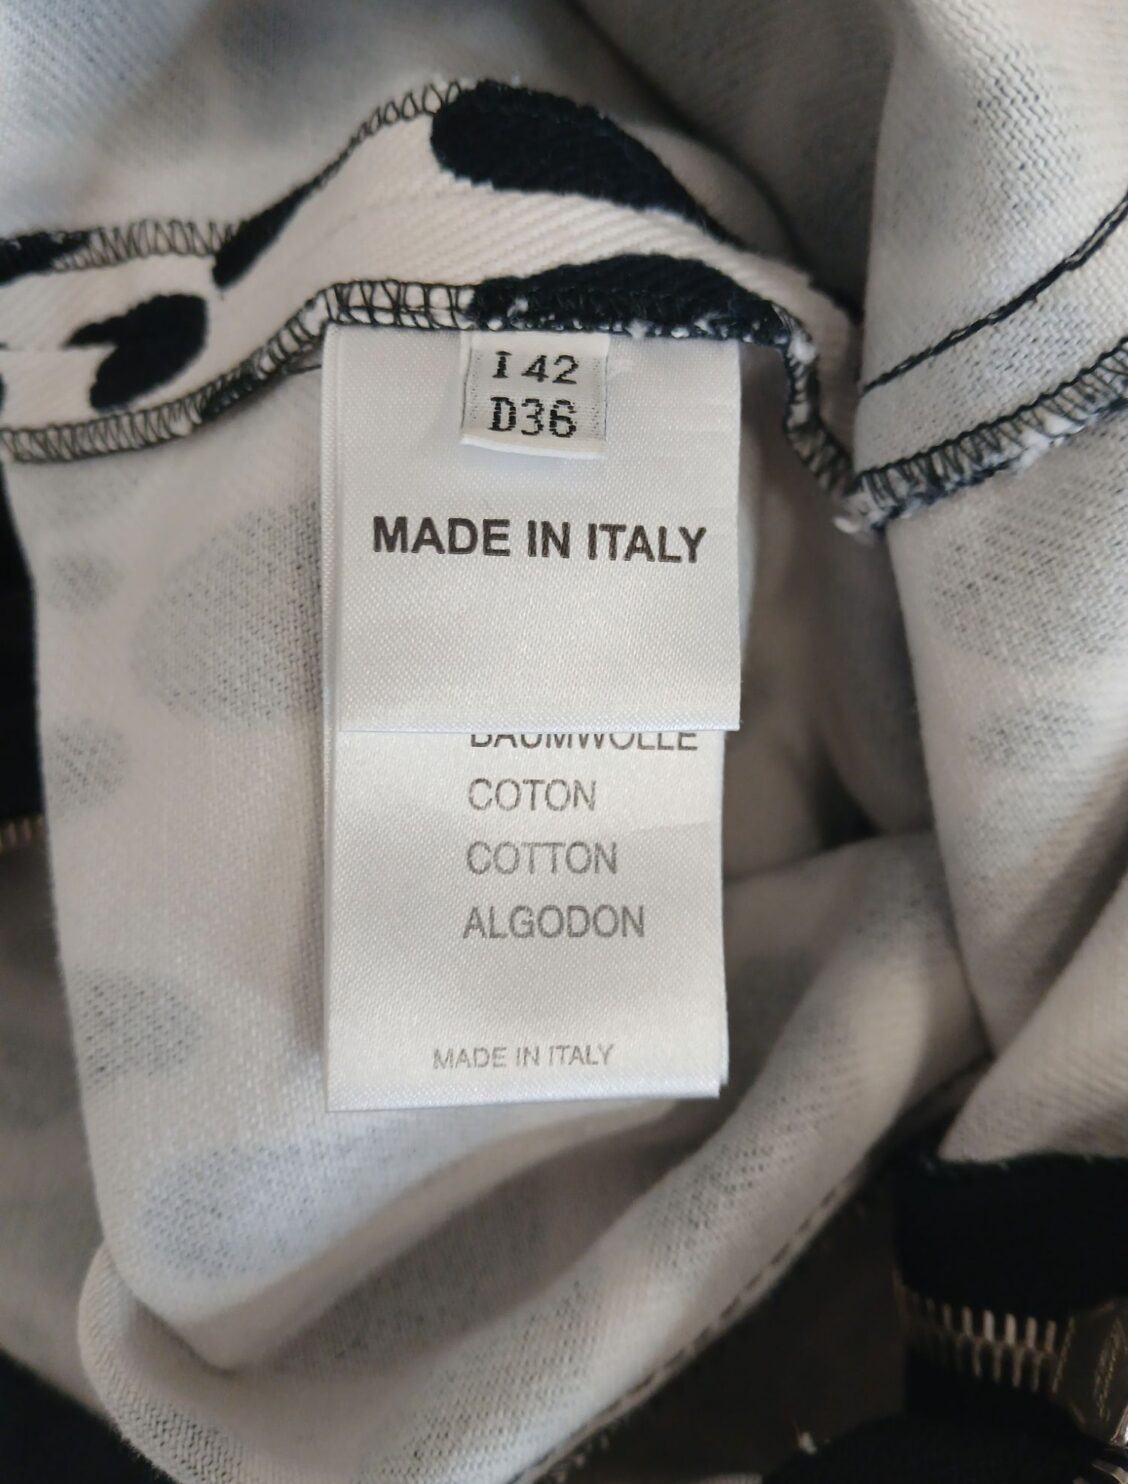 I 42
D36
MADE IN ITALY
BAUMWOLLE
COTON
COTTON
ALGODON
MADE IN ITALY